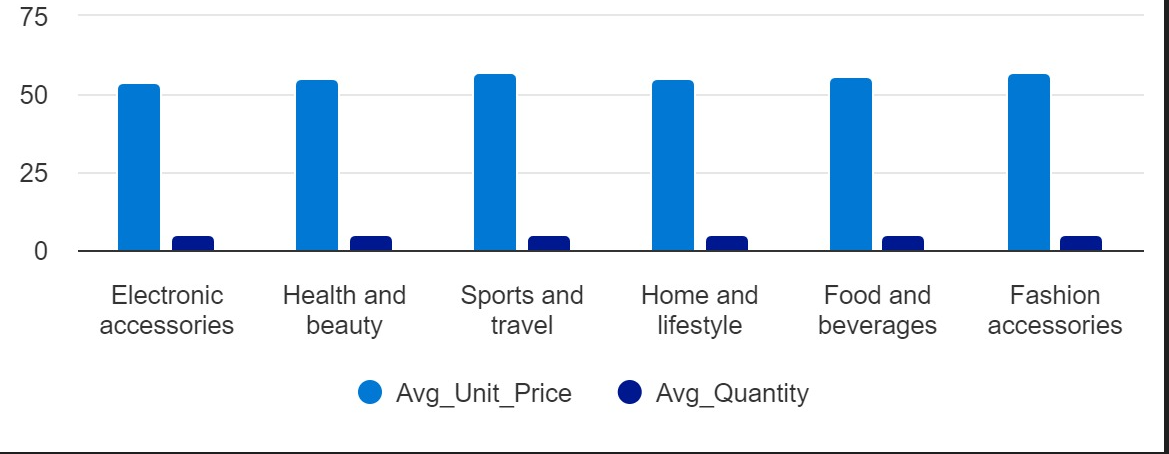 75
50
25
0
Electronic accessories
Health and beauty
Sports and travel
Home and lifestyle
Food and beverages
Fashion accessories
Avg_Unit_Price
Avg_Quantity